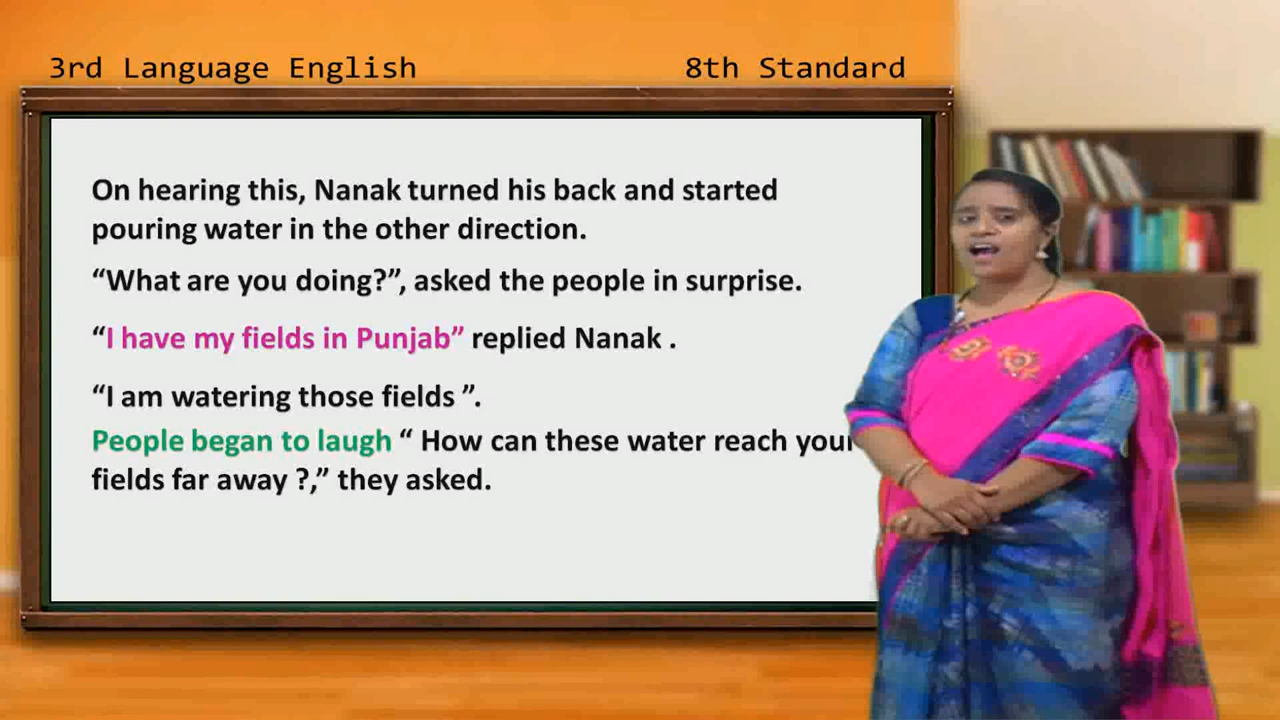 3rd Language English
8th Standard
On hearing this, Nanak turned his back and started
pouring water in the other direction.
“What are you doing?”, asked the people in surprise.
“I have my fields in Punjab” replied Nanak .
“I am watering those fields ”.
People began to laugh “ How can these water reach your
fields far away ?,” they asked.